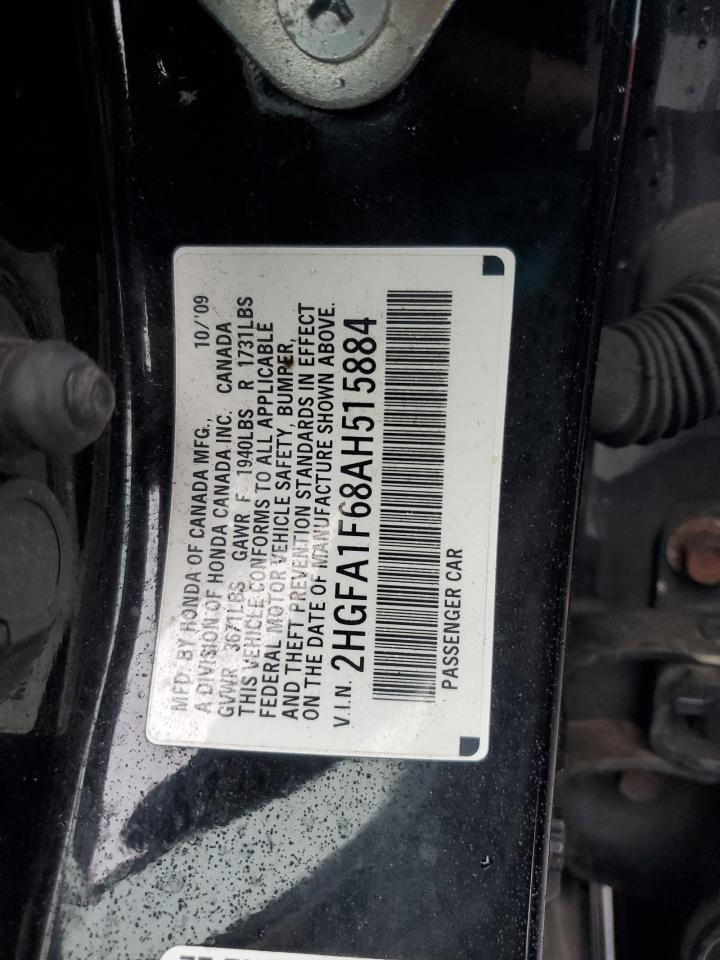 MFD. BY HONDA OF CANADA MFG., 10/'09
A DIVISION OF HONDA CANADA INC. CANADA
GVWR 3671LBS GAWR F 1940LBS R 1731LBS
THIS VEHICLE CONFORMS TO ALL APPLICABLE
FEDERAL MOTOR VEHICLE SAFETY, BUMPER,
AND THEFT PREVENTION STANDARDS IN EFFECT
ON THE DATE OF MANUFACTURE SHOWN ABOVE.
V.I.N. 2HGFA1F68AH515884
PASSENGER CAR